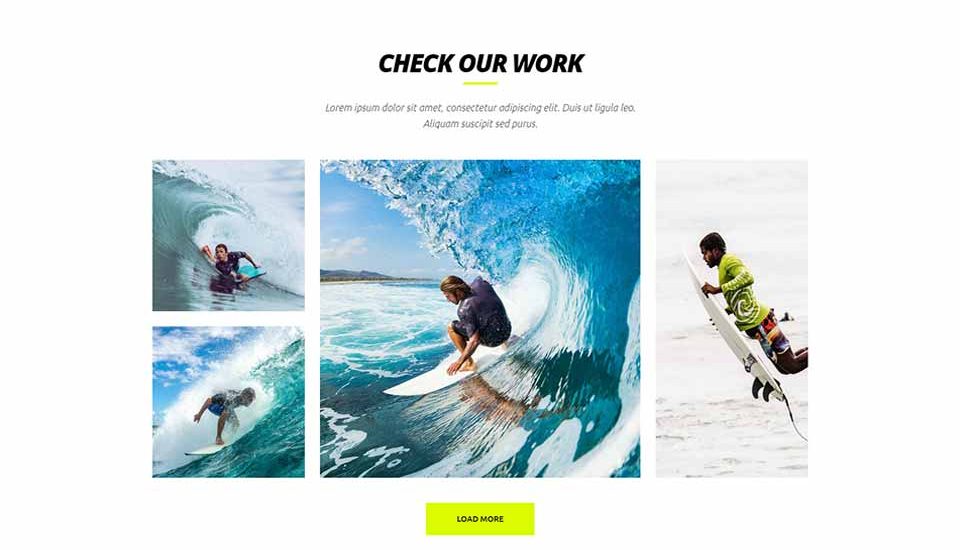 CHECK OUR WORK
Lorem ipsum dolor sit amet, consectetur adipiscing elit. Duis ut ligula leo.
Aliquam suscipit sed purus.
LOAD MORE